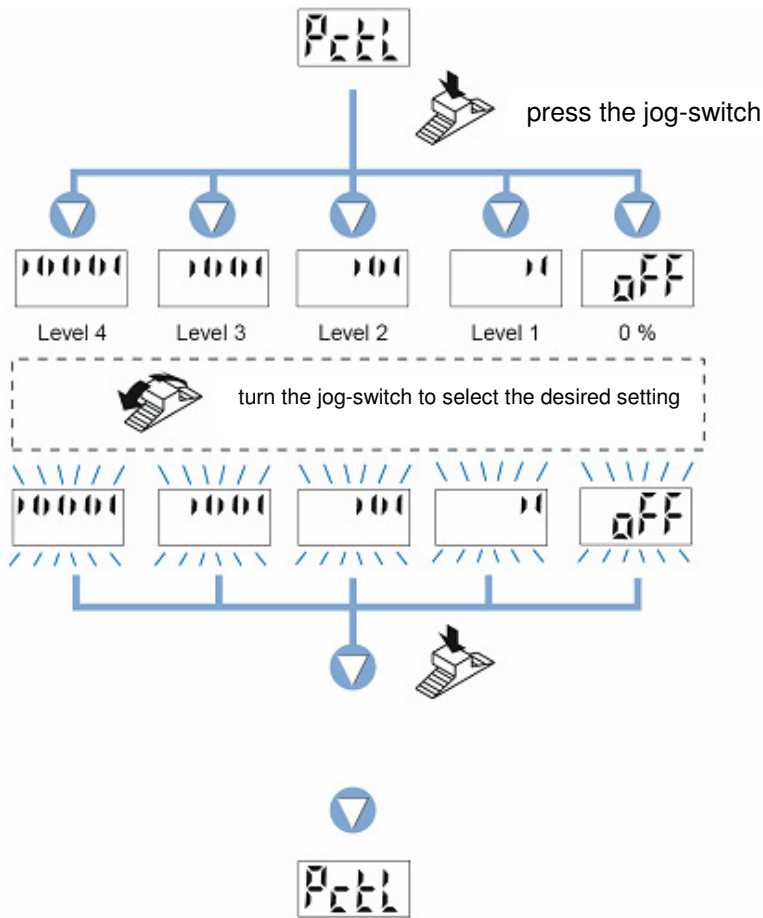 Pctl
press the jog-switch
oFF
Level 4 Level 3 Level 2 Level 1 0 %
turn the jog-switch to select the desired setting
oFF
Pctl